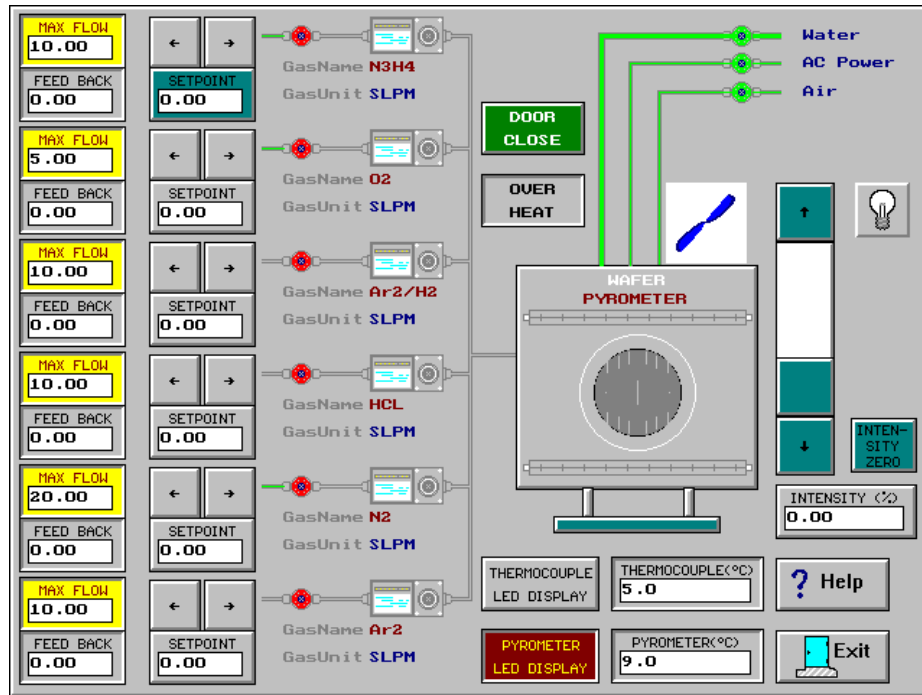 MAX FLOW
10.00
← →
FEED BACK
0.00
SETPOINT
0.00
GasName N3H4
GasUnit SLPM
MAX FLOW
5.00
← →
FEED BACK
0.00
SETPOINT
0.00
GasName O2
GasUnit SLPM
MAX FLOW
10.00
← →
FEED BACK
0.00
SETPOINT
0.00
GasName Ar2/H2
GasUnit SLPM
MAX FLOW
10.00
← →
FEED BACK
0.00
SETPOINT
0.00
GasName HCL
GasUnit SLPM
MAX FLOW
20.00
← →
FEED BACK
0.00
SETPOINT
0.00
GasName N2
GasUnit SLPM
MAX FLOW
10.00
← →
FEED BACK
0.00
SETPOINT
0.00
GasName Ar2
GasUnit SLPM
Water
AC Power
Air
DOOR
CLOSE
OVER
HEAT
WAFER
PYROMETER
↑
↓
INTEN-
SITY
ZERO
INTENSITY (%)
0.00
THERMOCOUPLE
LED DISPLAY
THERMOCOUPLE(°C)
5.0
? Help
PYROMETER
LED DISPLAY
PYROMETER(°C)
9.0
Exit